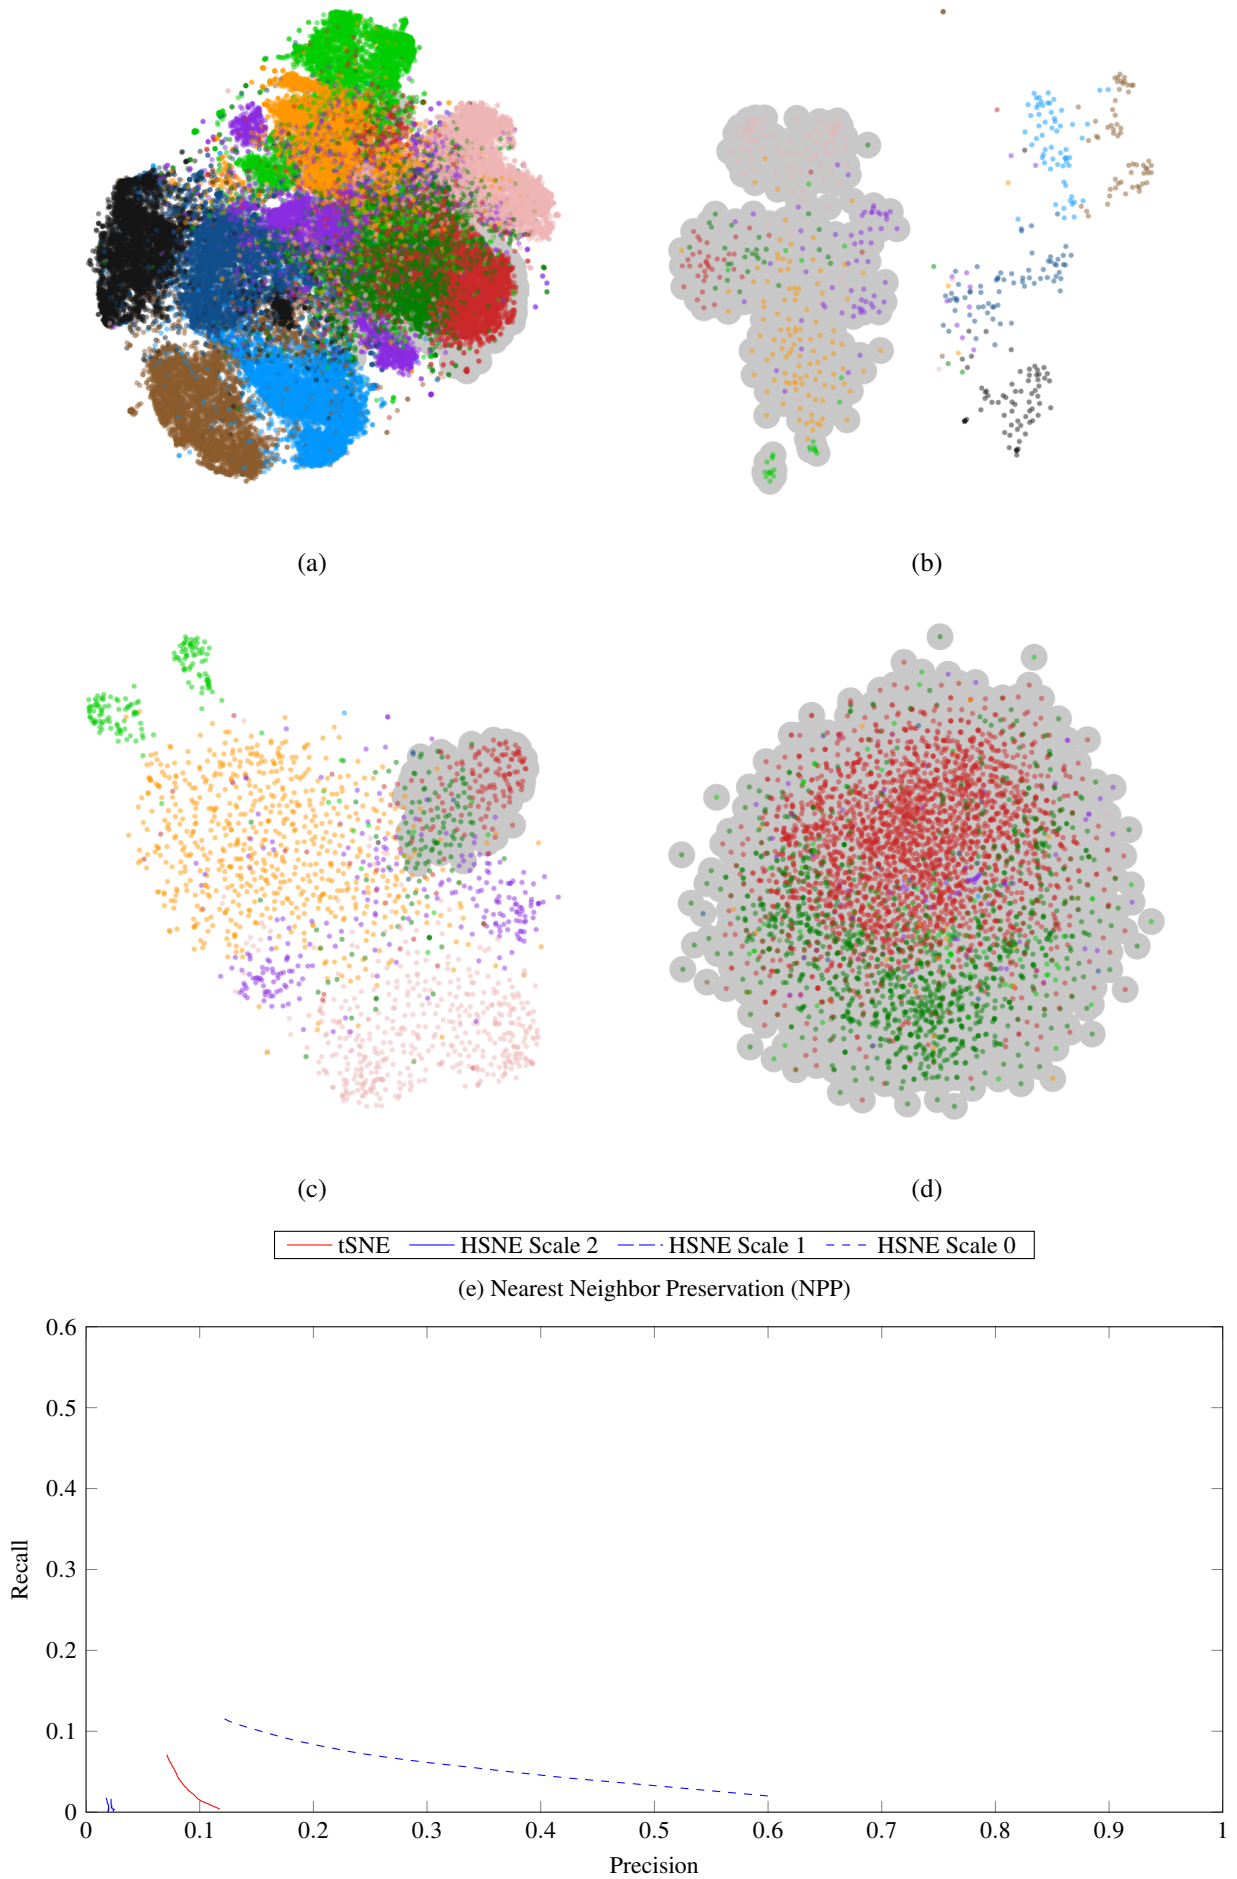 (a)
(b)
(c)
(d)
tSNE HSNE Scale 2 HSNE Scale 1 HSNE Scale 0
(e) Nearest Neighbor Preservation (NPP)
0.6
0.5
0.4
0.3
0.2
0.1
0
Recall
0 0.1 0.2 0.3 0.4 0.5 0.6 0.7 0.8 0.9 1
Precision